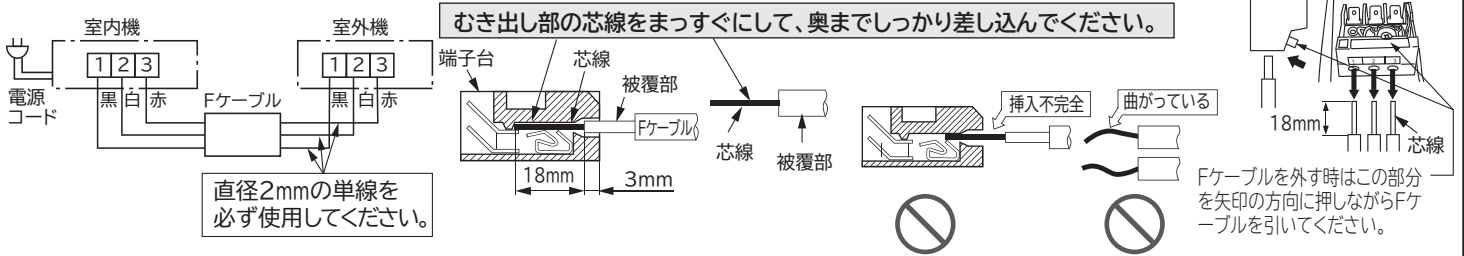 むき出し部の芯線をまっすぐにして、奥までしっかり差し込んでください。
室内機
室外機
1 2 3
1 2 3
黒 白 赤
黒 白 赤
電源
コード
Fケーブル
直径2mmの単線を
必ず使用してください。
端子台
芯線
被覆部
Fケーブル
18mm
3mm
芯線
被覆部
挿入不完全
曲がっている
1 2 3
18mm
芯線
Fケーブルを外す時はこの部分
を矢印の方向に押しながらFケ
ーブルを引いてください。